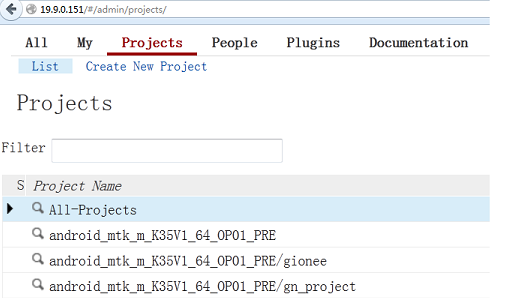 19.9.0.151/#/admin/projects/
All My Projects People Plugins Documentation
List Create New Project
Projects
Filter
S Project Name
All-Projects
android_mtk_m_K35V1_64_OP01_PRE
android_mtk_m_K35V1_64_OP01_PRE/gionee
android_mtk_m_K35V1_64_OP01_PRE/gn_project